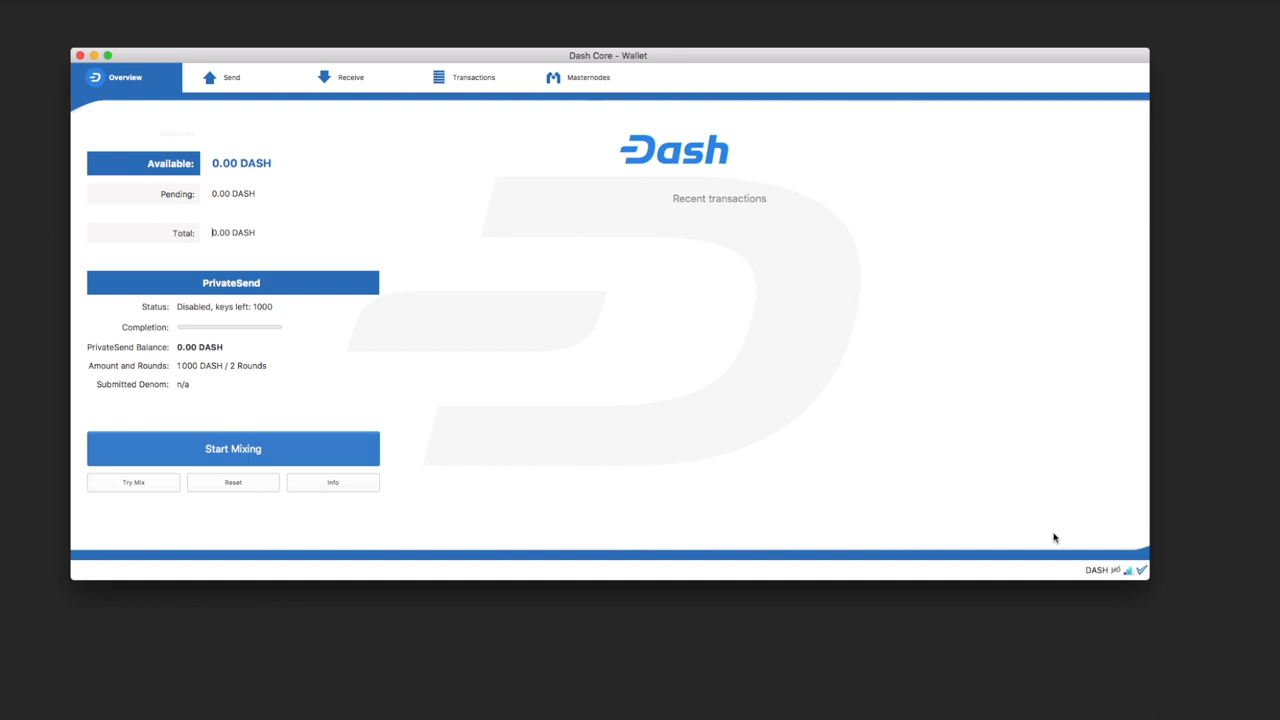 Dash Core - Wallet
Overview
Send
Receive
Transactions
Masternodes
Balances
Available: 0.00 DASH
Pending: 0.00 DASH
Total: 0.00 DASH
PrivateSend
Status: Disabled, keys left: 1000
Completion:
PrivateSend Balance: 0.00 DASH
Amount and Rounds: 1000 DASH / 2 Rounds
Submitted Denom: n/a
Start Mixing
Try Mix
Reset
Info
Dash
Recent transactions
DASH